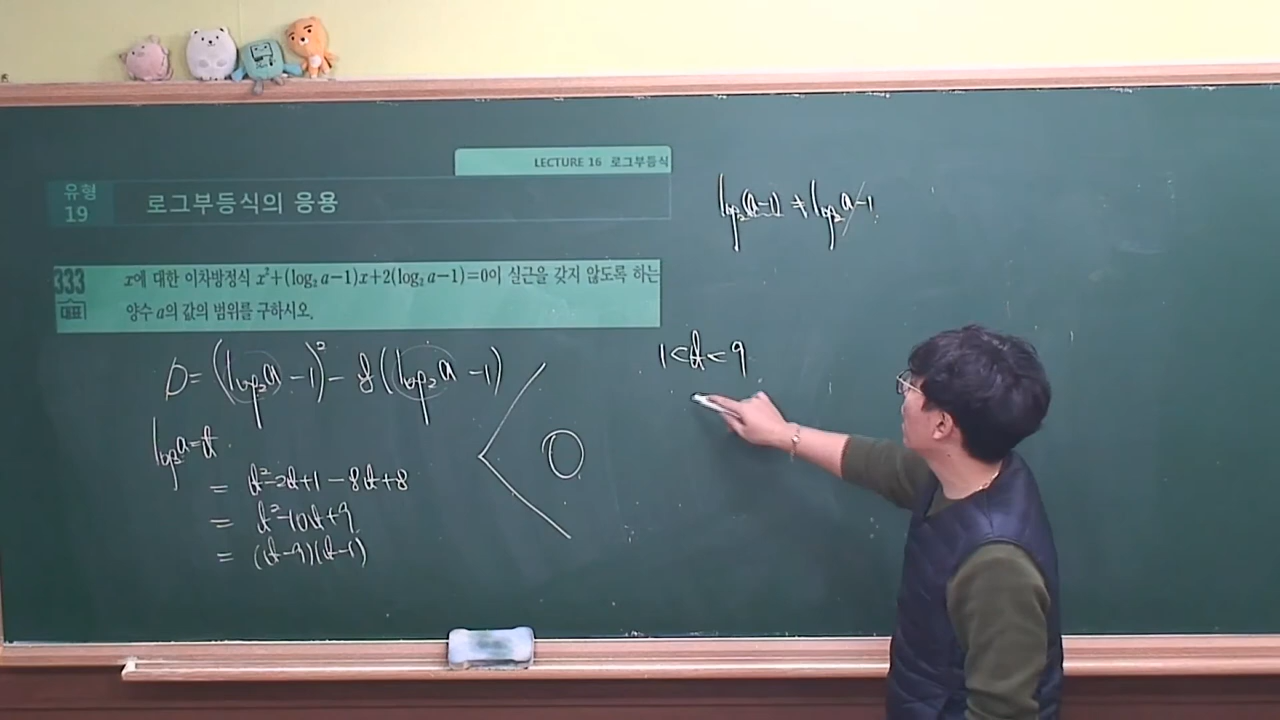 LECTURE 16 로그부등식
유형
19
로그부등식의 응용
333
대표
x에 대한 이차방정식 x²+(log₂ a−1)x+2(log₂ a−1)=0이 실근을 갖지 않도록 하는
양수 a의 값의 범위를 구하시오.
log₂(a−1) ≠ log₂a−1
D=(log₂a−1)²−8(log₂a−1)
<0
log₂a=t
= t²−2t+1−8t+8
= t²−10t+9
= (t−9)(t−1)
1<t<9